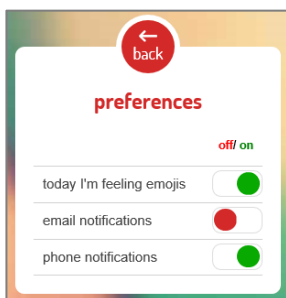 back
preferences
off/ on
today I'm feeling emojis
email notifications
phone notifications